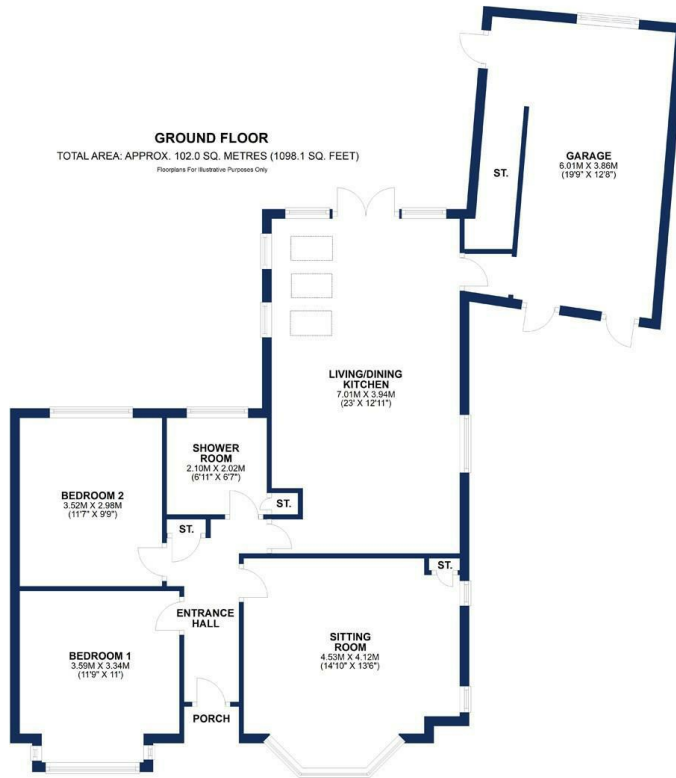 GROUND FLOOR
TOTAL AREA: APPROX. 102.0 SQ. METRES (1098.1 SQ. FEET)
Floorplans For Illustrative Purposes Only
GARAGE
6.01M X 3.86M
(19'9" X 12'8")
ST.
LIVING/DINING
KITCHEN
7.01M X 3.94M
(23' X 12'11")
SHOWER
ROOM
2.10M X 2.02M
(6'11" X 6'7")
BEDROOM 2
3.52M X 2.98M
(11'7" X 9'9")
ST.
ST.
ST.
ENTRANCE
HALL
SITTING
ROOM
4.53M X 4.12M
(14'10" X 13'6")
BEDROOM 1
3.59M X 3.34M
(11'9" X 11')
PORCH